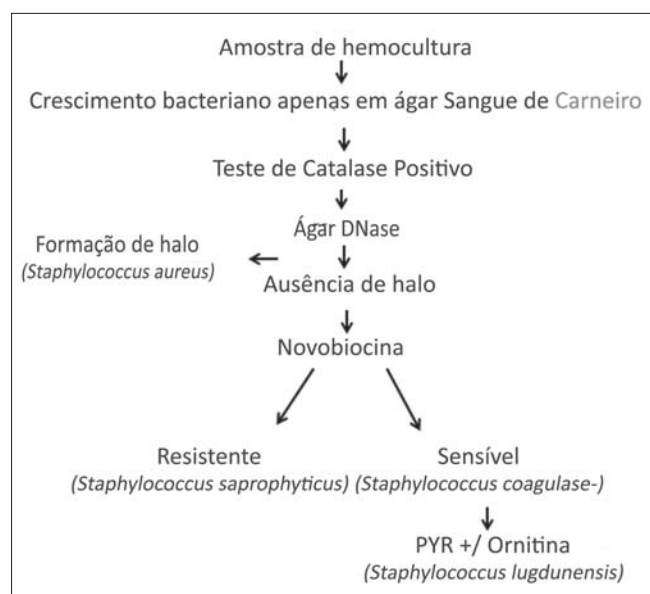 Amostra de hemocultura
Crescimento bacteriano apenas em ágar Sangue de Carneiro
Teste de Catalase Positivo
Ágar DNase
Formação de halo
(Staphylococcus aureus)
Ausência de halo
Novobiocina
Resistente
(Staphylococcus saprophyticus)
Sensível
(Staphylococcus coagulase-)
PYR +/ Ornitina
(Staphylococcus lugdunensis)